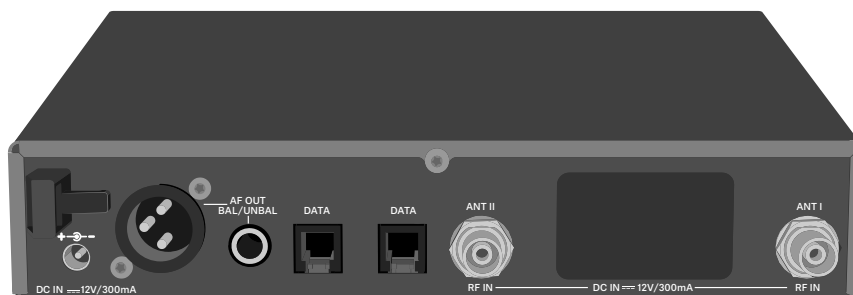 AF OUT
BAL/UNBAL
DATA
DATA
ANT II
ANT I
+ -
DC IN ⎓ 12V/300mA
RF IN
DC IN ⎓ 12V/300mA
RF IN